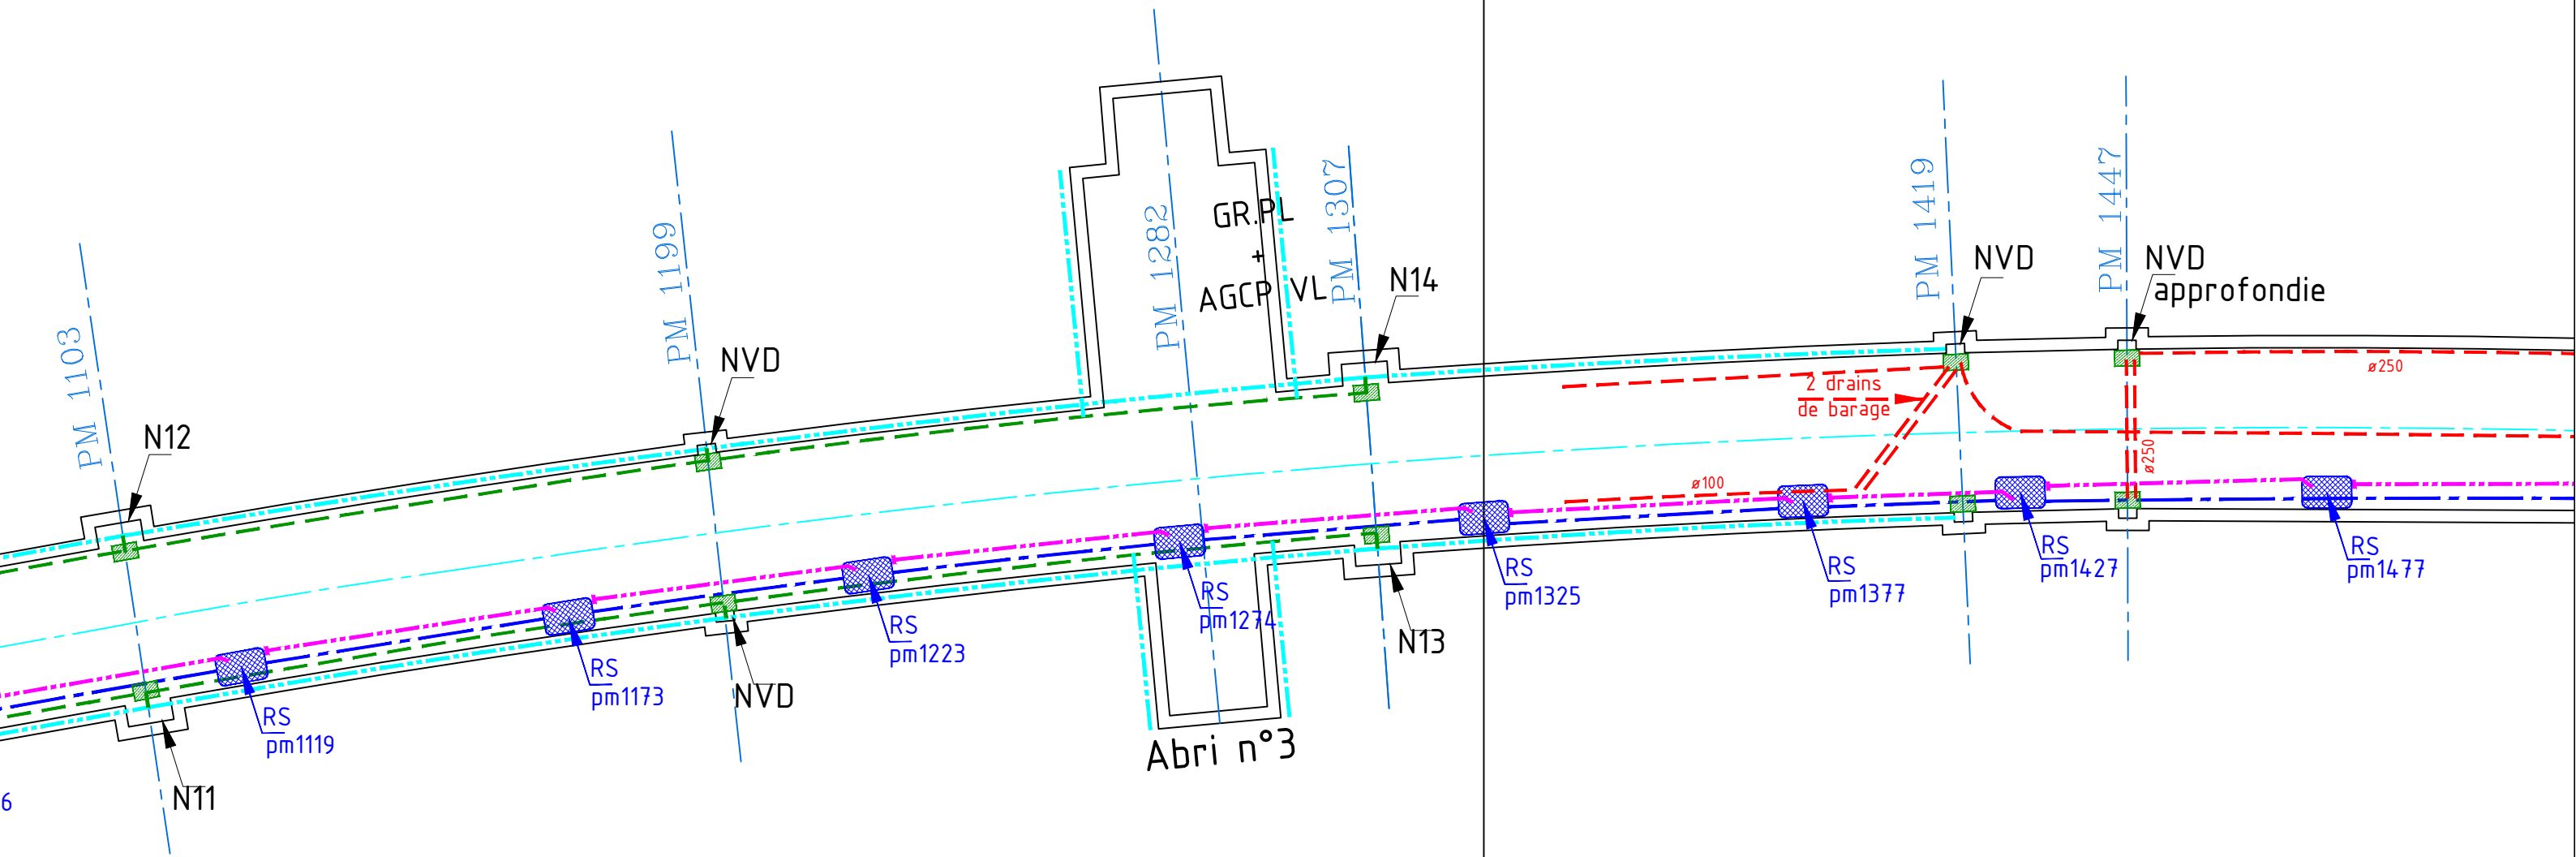 PM 1103
N12
N11
6
RS
pm1119
PM 1199
NVD
NVD
RS
pm1173
RS
pm1223
PM 1282
GR.PL
+
AGCP VL
RS
pm1274
Abri n°3
PM 1307
N14
N13
RS
pm1325
ø100
2 drains
de barage
RS
pm1377
PM 1419
NVD
RS
pm1427
PM 1447
NVD
approfondie
ø250
ø250
RS
pm1477